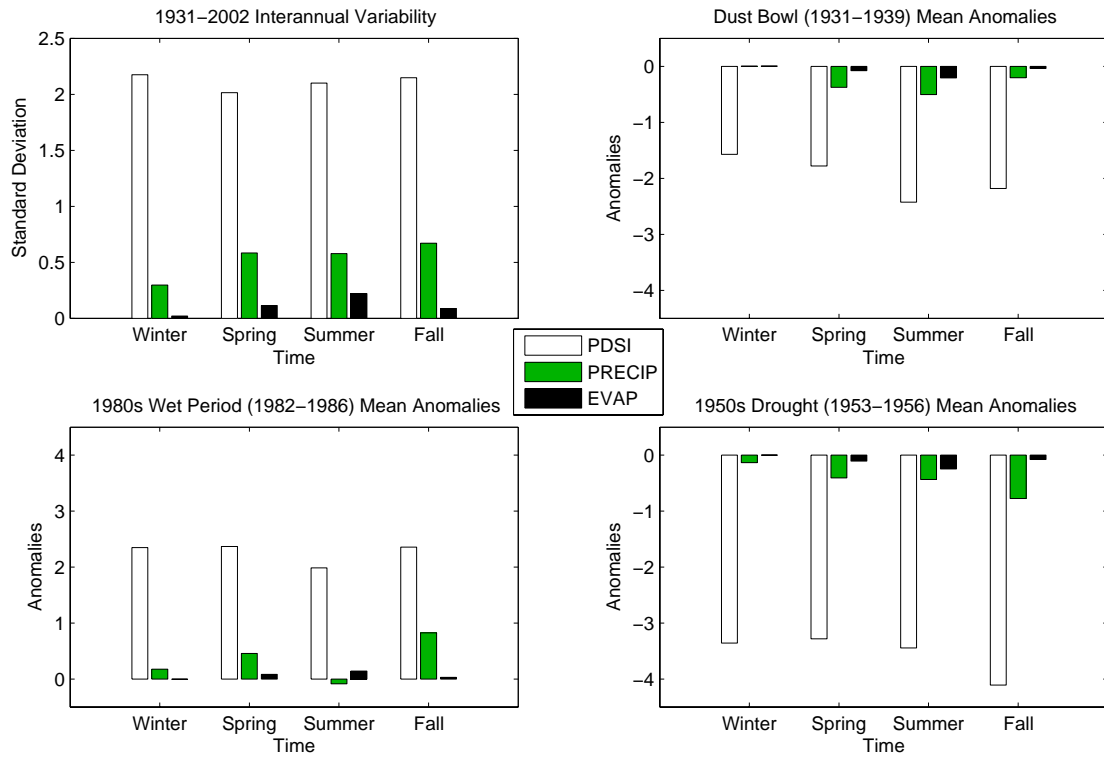 1931−2002 Interannual Variability
2.5
2
1.5
1
0.5
0
Standard Deviation
Winter Spring Summer Fall
Time
Dust Bowl (1931−1939) Mean Anomalies
0
−1
−2
−3
−4
Anomalies
Winter Spring Summer Fall
Time
PDSI
PRECIP
EVAP
1980s Wet Period (1982−1986) Mean Anomalies
4
3
2
1
0
Anomalies
Winter Spring Summer Fall
Time
1950s Drought (1953−1956) Mean Anomalies
0
−1
−2
−3
−4
Anomalies
Winter Spring Summer Fall
Time